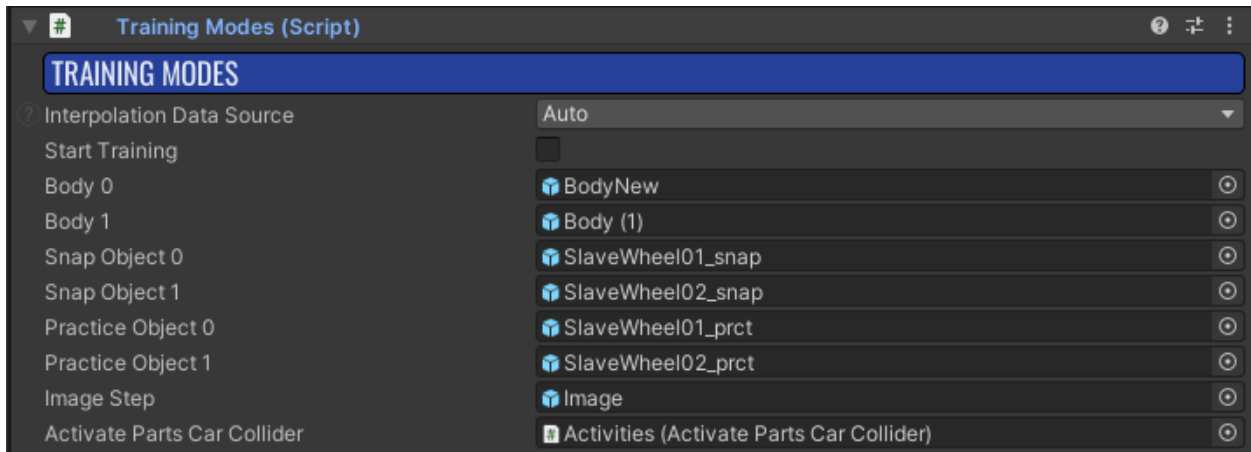 # Training Modes (Script)
TRAINING MODES
? Interpolation Data Source Auto
Start Training
Body 0 BodyNew
Body 1 Body (1)
Snap Object 0 SlaveWheel01_snap
Snap Object 1 SlaveWheel02_snap
Practice Object 0 SlaveWheel01_prct
Practice Object 1 SlaveWheel02_prct
Image Step Image
Activate Parts Car Collider # Activities (Activate Parts Car Collider)